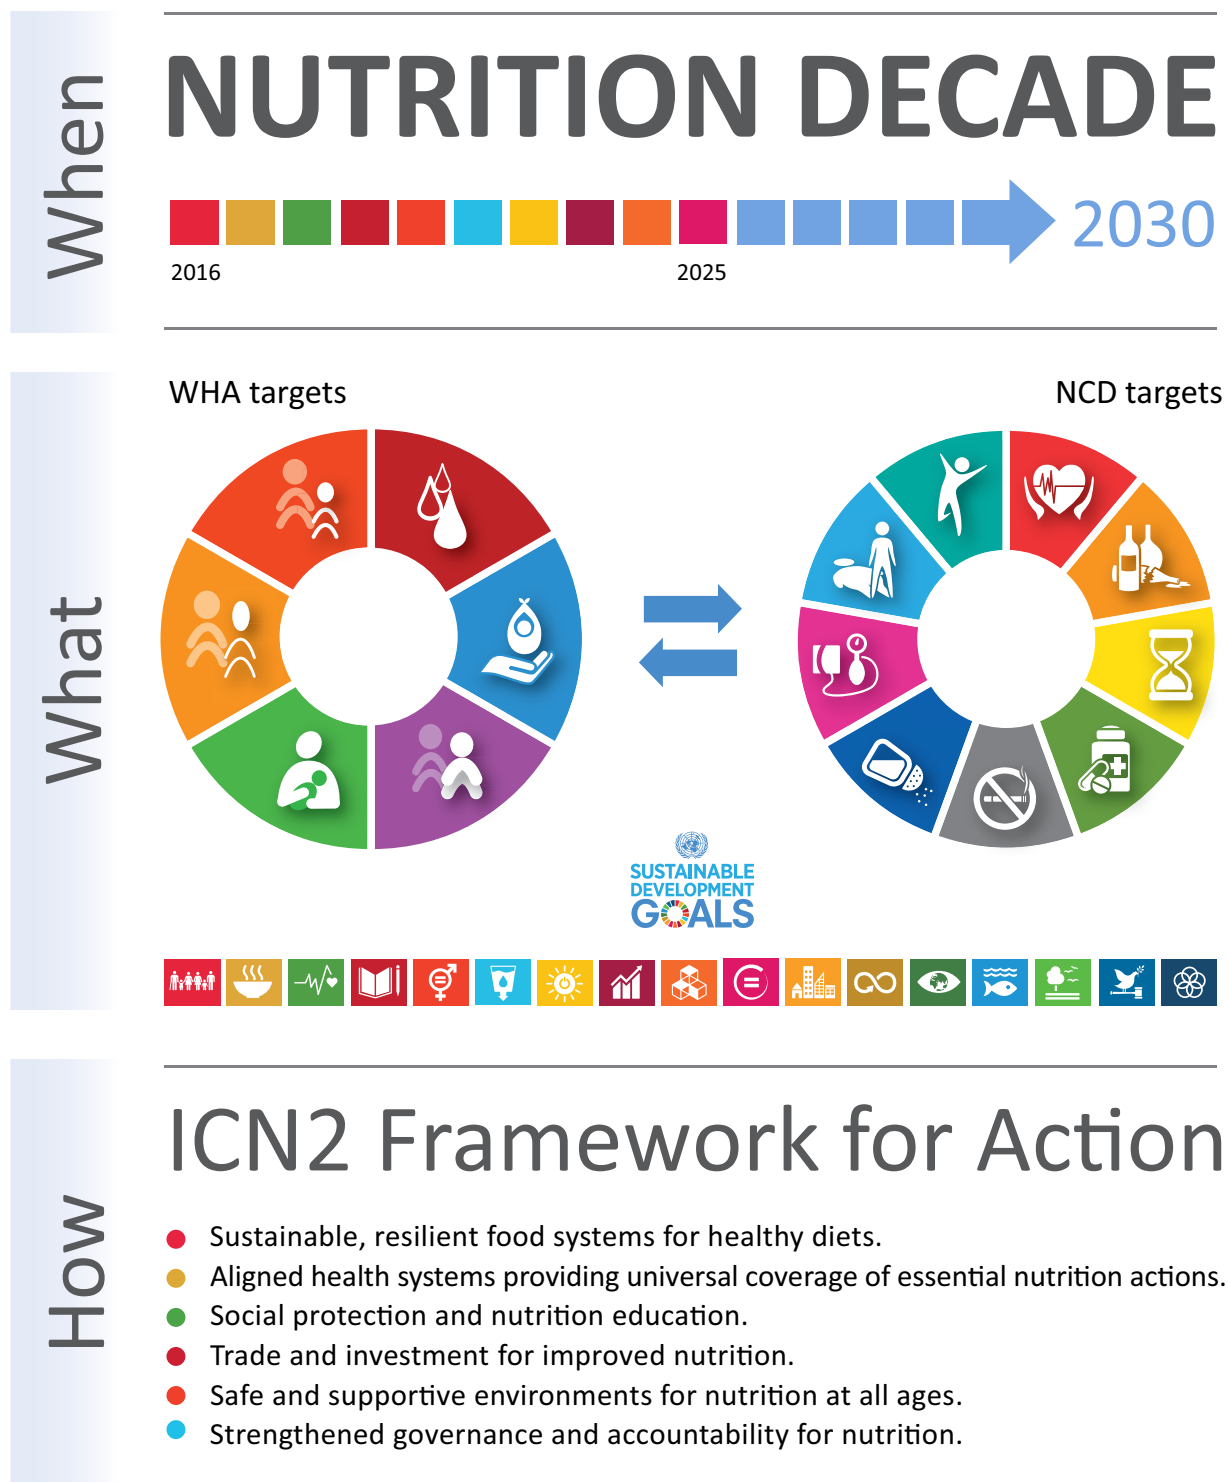 When
NUTRITION DECADE
2030
2016
2025
What
WHA targets
NCD targets
SUSTAINABLE
DEVELOPMENT
GOALS
How
ICN2 Framework for Action
Sustainable, resilient food systems for healthy diets.
Aligned health systems providing universal coverage of essential nutrition actions.
Social protection and nutrition education.
Trade and investment for improved nutrition.
Safe and supportive environments for nutrition at all ages.
Strengthened governance and accountability for nutrition.